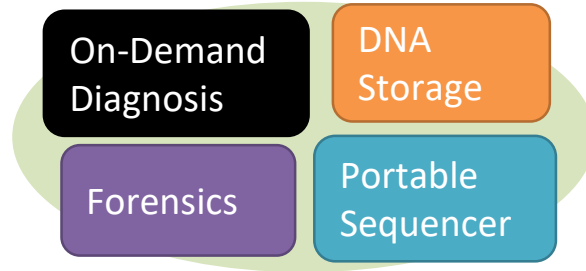 On-Demand
Diagnosis
DNA
Storage
Forensics
Portable
Sequencer